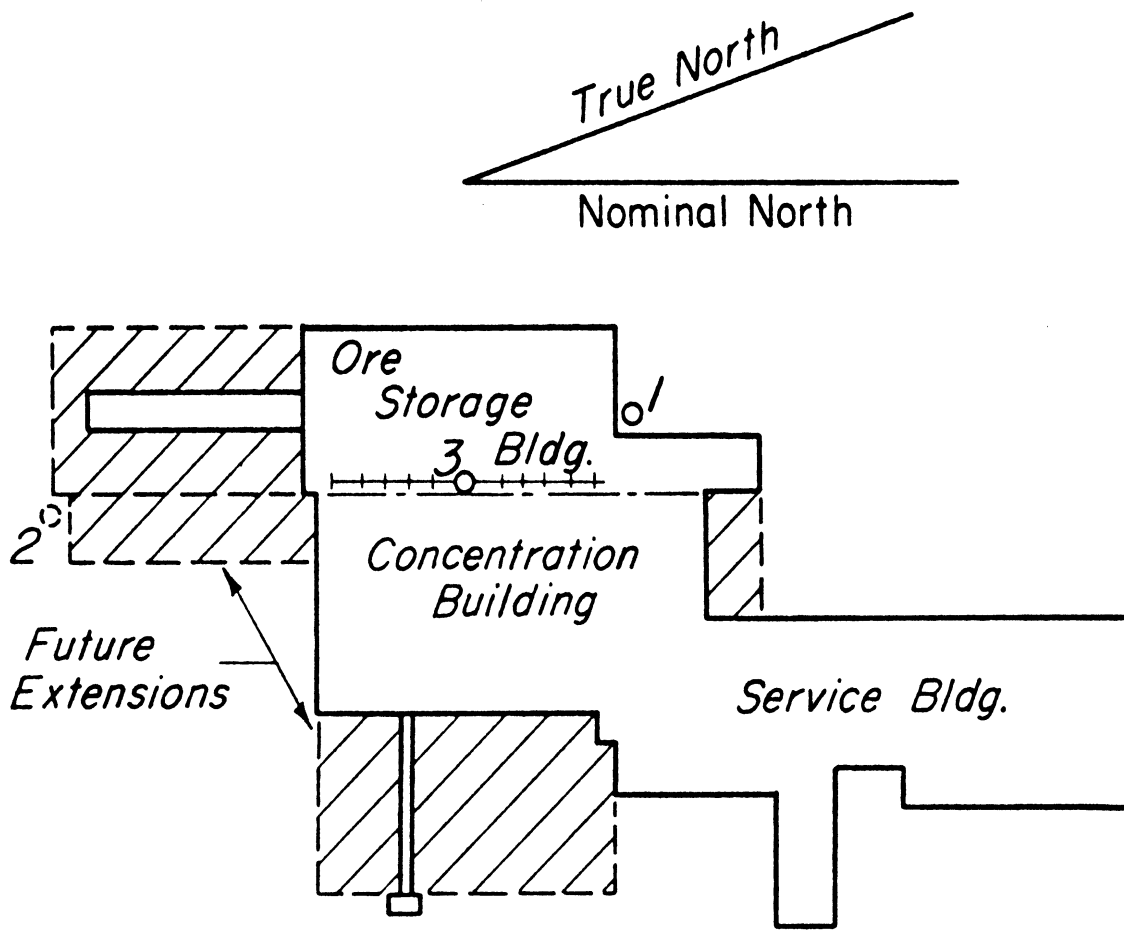 True North
Nominal North
Ore
Storage
Bldg.
1
3
2
Concentration
Building
Future
Extensions
Service Bldg.